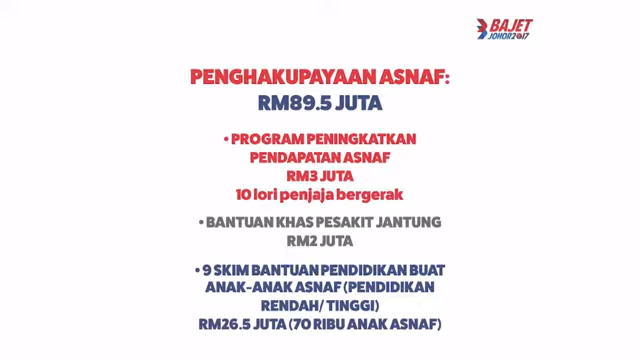 BAJET
JOHOR2017
PENGHAKUPAYAAN ASNAF:
RM89.5 JUTA
• PROGRAM PENINGKATKAN
PENDAPATAN ASNAF
RM3 JUTA
10 lori penjaja bergerak
• BANTUAN KHAS PESAKIT JANTUNG
RM2 JUTA
• 9 SKIM BANTUAN PENDIDIKAN BUAT
ANAK-ANAK ASNAF (PENDIDIKAN
RENDAH/ TINGGI)
RM26.5 JUTA (70 RIBU ANAK ASNAF)